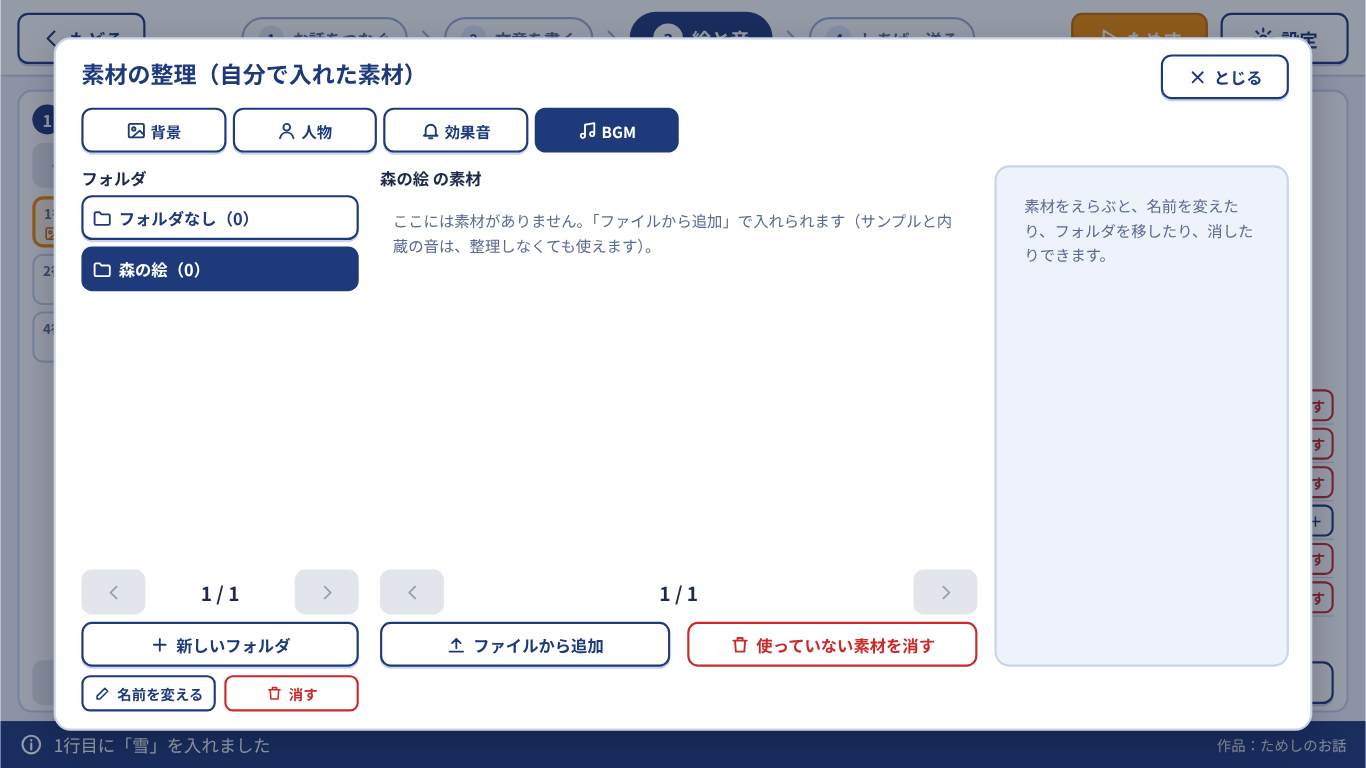 素材の整理（自分で入れた素材）
とじる
背景
人物
効果音
BGM
フォルダ
フォルダなし（0）
森の絵（0）
森の絵 の素材
ここには素材がありません。「ファイルから追加」で入れられます（サンプルと内
蔵の音は、整理しなくても使えます）。
素材をえらぶと、名前を変えた
り、フォルダを移したり、消した
りできます。
1 / 1
1 / 1
新しいフォルダ
ファイルから追加
使っていない素材を消す
名前を変える
消す
設定
1行目に「雪」を入れました
作品：ためしのお話